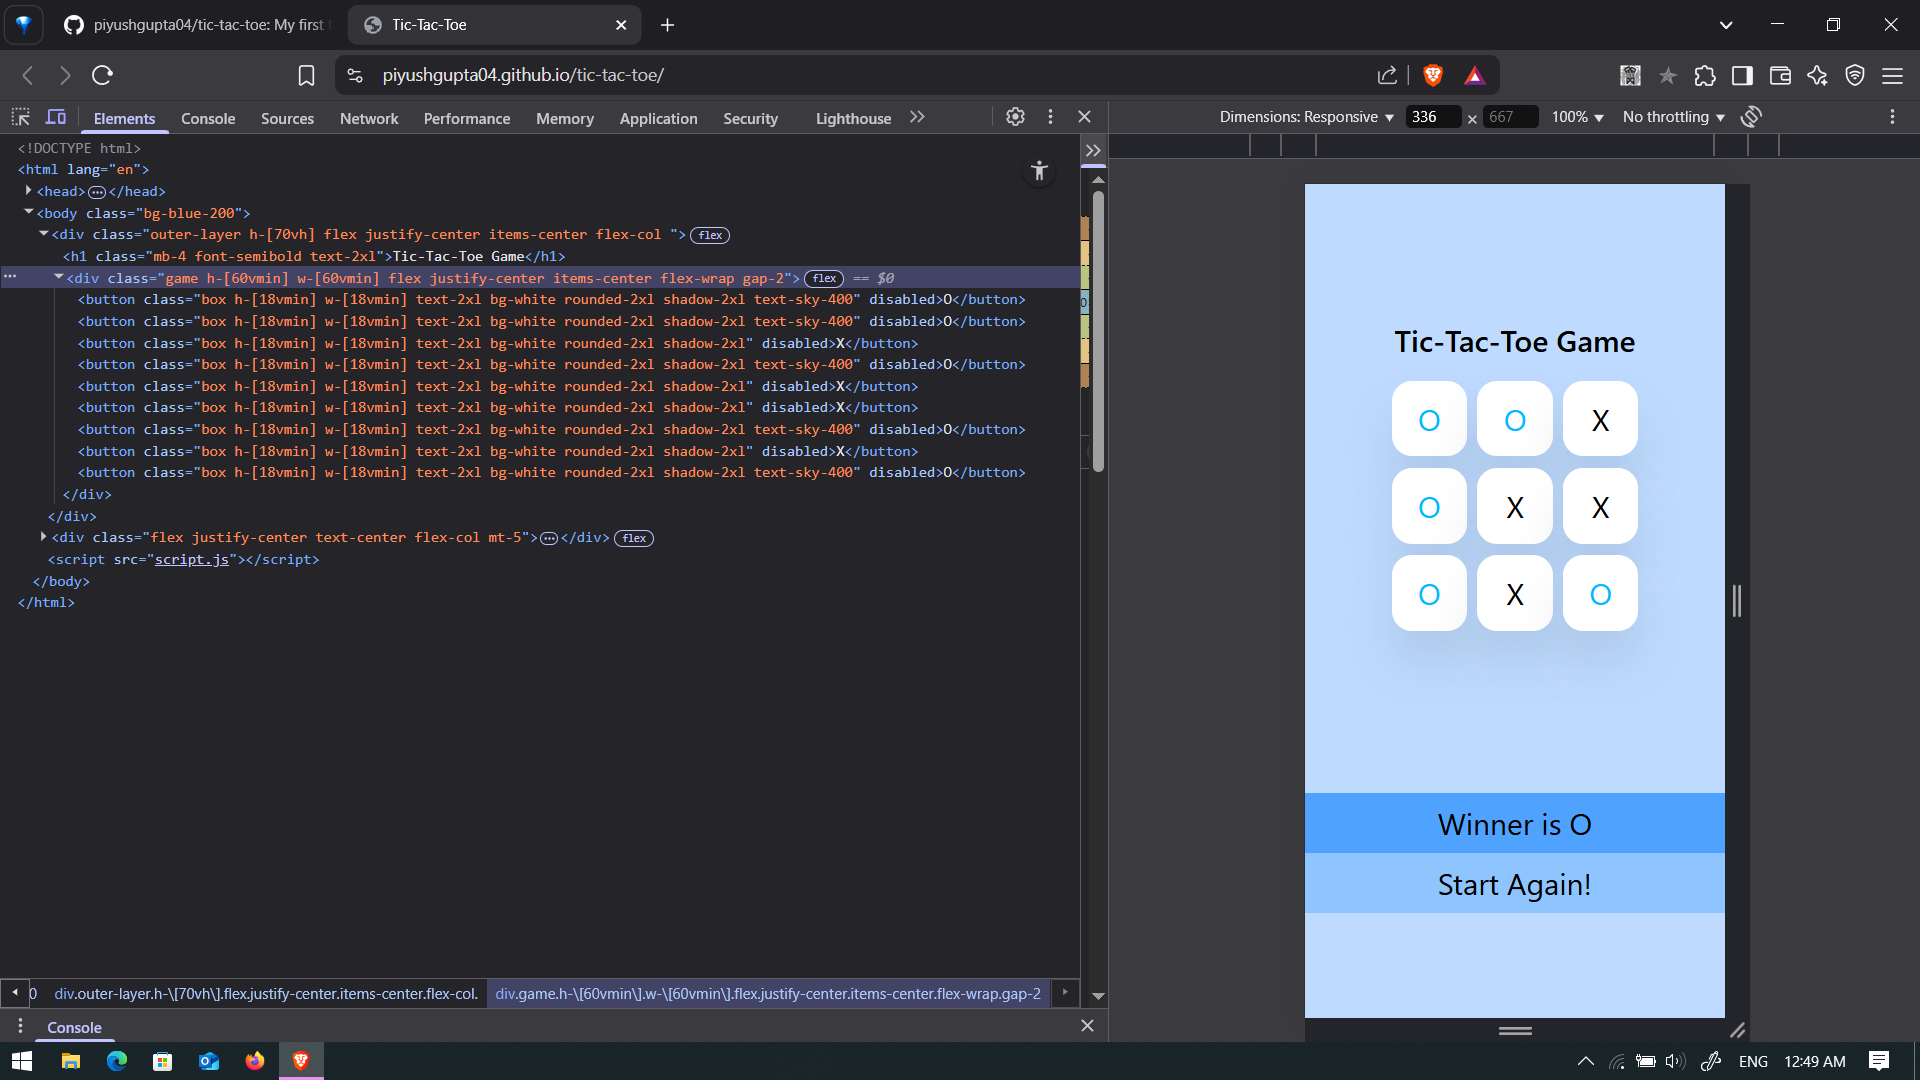 piyushgupta04/tic-tac-toe: My first
Tic-Tac-Toe
piyushgupta04.github.io/tic-tac-toe/
Elements Console Sources Network Performance Memory Application Security Lighthouse
Dimensions: Responsive 336 × 667 100% No throttling
<!DOCTYPE html>
<html lang="en">
<head>…</head>
<body class="bg-blue-200">
<div class="outer-layer h-[70vh] flex justify-center items-center flex-col "> flex
<h1 class="mb-4 font-semibold text-2xl">Tic-Tac-Toe Game</h1>
<div class="game h-[60vmin] w-[60vmin] flex justify-center items-center flex-wrap gap-2"> flex == $0
<button class="box h-[18vmin] w-[18vmin] text-2xl bg-white rounded-2xl shadow-2xl text-sky-400" disabled>O</button>
<button class="box h-[18vmin] w-[18vmin] text-2xl bg-white rounded-2xl shadow-2xl text-sky-400" disabled>O</button>
<button class="box h-[18vmin] w-[18vmin] text-2xl bg-white rounded-2xl shadow-2xl" disabled>X</button>
<button class="box h-[18vmin] w-[18vmin] text-2xl bg-white rounded-2xl shadow-2xl text-sky-400" disabled>O</button>
<button class="box h-[18vmin] w-[18vmin] text-2xl bg-white rounded-2xl shadow-2xl" disabled>X</button>
<button class="box h-[18vmin] w-[18vmin] text-2xl bg-white rounded-2xl shadow-2xl" disabled>X</button>
<button class="box h-[18vmin] w-[18vmin] text-2xl bg-white rounded-2xl shadow-2xl text-sky-400" disabled>O</button>
<button class="box h-[18vmin] w-[18vmin] text-2xl bg-white rounded-2xl shadow-2xl" disabled>X</button>
<button class="box h-[18vmin] w-[18vmin] text-2xl bg-white rounded-2xl shadow-2xl text-sky-400" disabled>O</button>
</div>
</div>
<div class="flex justify-center text-center flex-col mt-5">…</div> flex
<script src="script.js"></script>
</body>
</html>
0 div.outer-layer.h-\[70vh\].flex.justify-center.items-center.flex-col. div.game.h-\[60vmin\].w-\[60vmin\].flex.justify-center.items-center.flex-wrap.gap-2
Console
Tic-Tac-Toe Game
O O X
O X X
O X O
Winner is O
Start Again!
ENG 12:49 AM